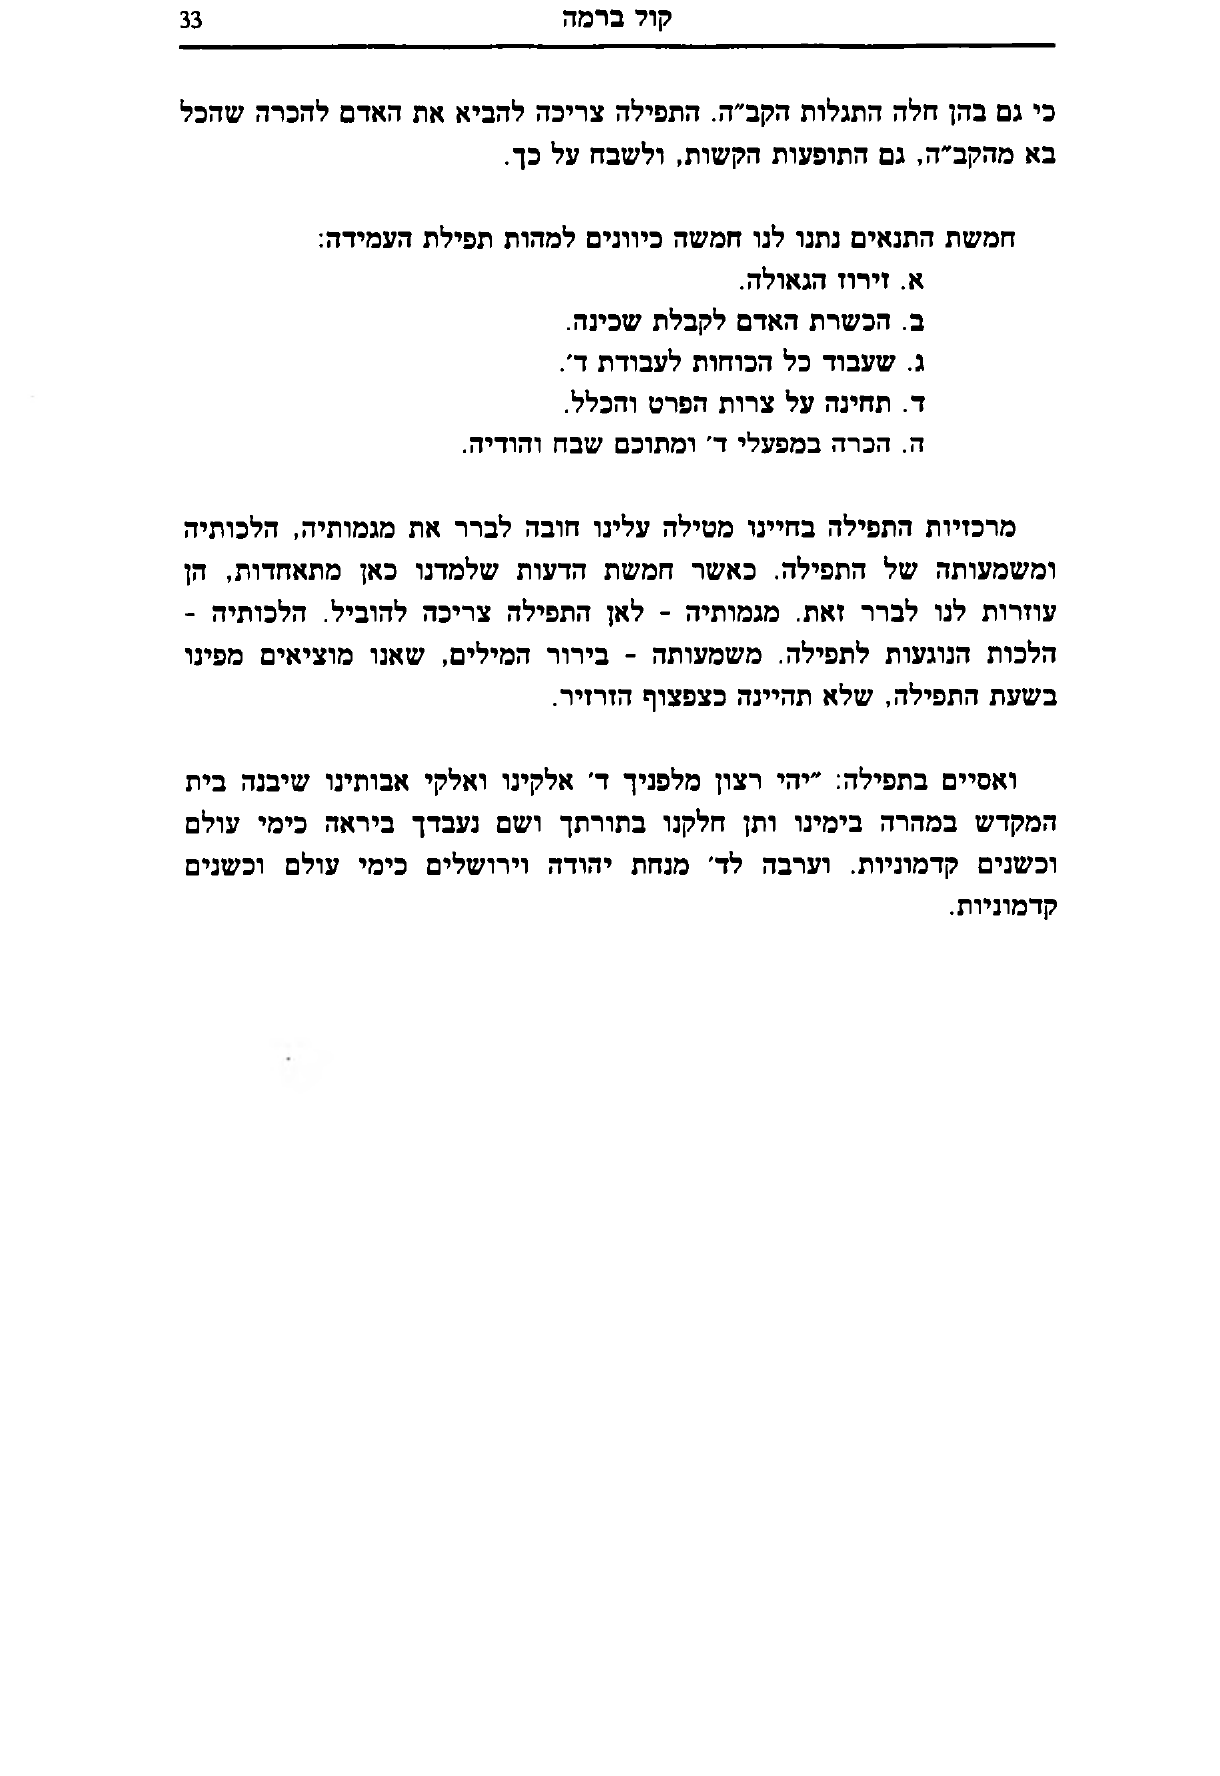 קול ברמה 33
כי גם בהן חלה התגלות הקב״ה. התפילה צריכה להביא את האדם להכרה שהכל
בא מהקב״ה, גם התופעות הקשות, ולשבח על כך.
חמשת התנאים נתנו לנו חמשה כיוונים למהות תפילת העמידה:
א. זירוז הגאולה.
ב. הכשרת האדם לקבלת שכינה.
ג. שעבוד כל הכוחות לעבודת ד׳.
ד. תחינה על צרות הפרט והכלל.
ה. הכרה במפעלי ד׳ ומתוכם שבח והודיה.
מרכזיות התפילה בחיינו מטילה עלינו חובה לברר את מגמותיה, הלכותיה
ומשמעותה של התפילה. כאשר חמשת הדעות שלמדנו כאן מתאחדות, הן
עוזרות לנו לברר זאת. מגמותיה - לאן התפילה צריכה להוביל. הלכותיה -
הלכות הנוגעות לתפילה. משמעותה - בירור המילים, שאנו מוציאים מפינו
בשעת התפילה, שלא תהיינה כצפצוף הזרזיר.
ואסיים בתפילה: ״יהי רצון מלפניך ד׳ אלקינו ואלקי אבותינו שיבנה בית
המקדש במהרה בימינו ותן חלקנו בתורתך ושם נעבדך ביראה כימי עולם
וכשנים קדמוניות. וערבה לד׳ מנחת יהודה וירושלים כימי עולם וכשנים
קדמוניות.